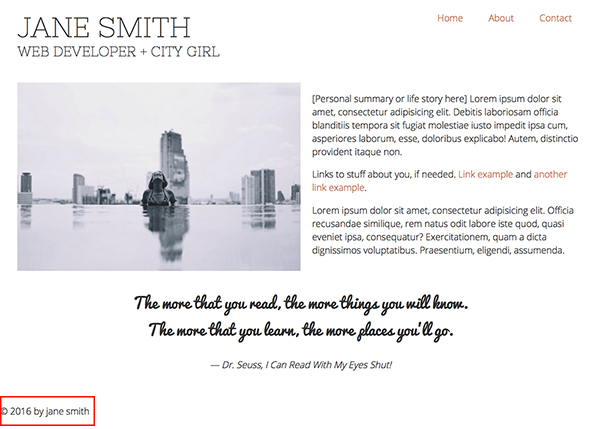 JANE SMITH
WEB DEVELOPER + CITY GIRL
Home About Contact
[Personal summary or life story here] Lorem ipsum dolor sit
amet, consectetur adipisicing elit. Debitis laboriosam officia
blanditiis tempora sit fugiat molestiae iusto impedit ipsa cum,
asperiores laborum, esse, doloribus explicabo! Autem, distinctio
provident itaque non.
Links to stuff about you, if needed. Link example and another
link example.
Lorem ipsum dolor sit amet, consectetur adipisicing elit. Officia
recusandae similique, rem natus odit labore iste quod, quasi
eveniet ipsa, consequatur? Exercitationem, quam a dicta
dignissimos voluptatibus. Praesentium, eligendi, assumenda.
The more that you read, the more things you will know.
The more that you learn, the more places you'll go.
— Dr. Seuss, I Can Read With My Eyes Shut!
© 2016 by jane smith